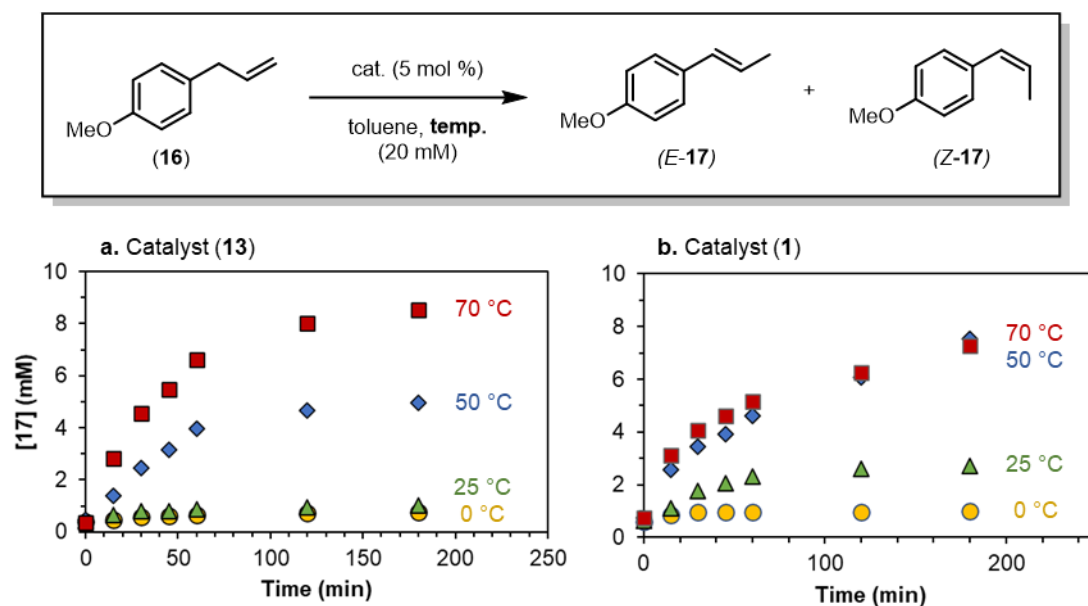 cat. (5 mol %)
toluene, temp.
(20 mM)
MeO
(16)
MeO
(E-17)
+
MeO
(Z-17)
a. Catalyst (13)
[17] (mM)
10
8
6
4
2
0
70 °C
50 °C
25 °C
0 °C
0 50 100 150 200 250
Time (min)
b. Catalyst (1)
10
8
6
4
2
0
70 °C
50 °C
25 °C
0 °C
0 100 200
Time (min)